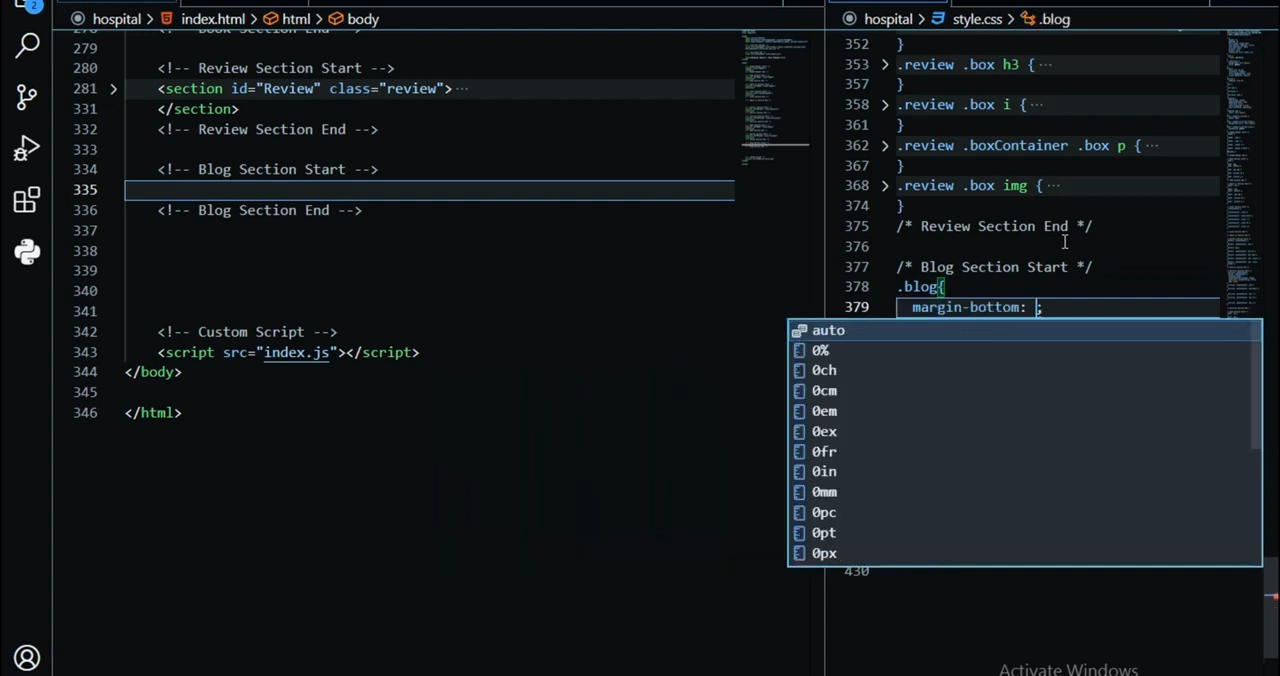 2
hospital > index.html > html > body
279
280 <!-- Review Section Start -->
281 > <section id="Review" class="review">···
331 </section>
332 <!-- Review Section End -->
333
334 <!-- Blog Section Start -->
335
336 <!-- Blog Section End -->
337
338
339
340
341
342 <!-- Custom Script -->
343 <script src="index.js"></script>
344 </body>
345
346 </html>
hospital > style.css > .blog
352 }
353 > .review .box h3 {···
357 }
358 > .review .box i {···
361 }
362 > .review .boxContainer .box p {···
367 }
368 > .review .box img {···
374 }
375 /* Review Section End */
376
377 /* Blog Section Start */
378 .blog{
379 margin-bottom: ;
auto
0%
0ch
0cm
0em
0ex
0fr
0in
0mm
0pc
0pt
0px
430
Activate Windows